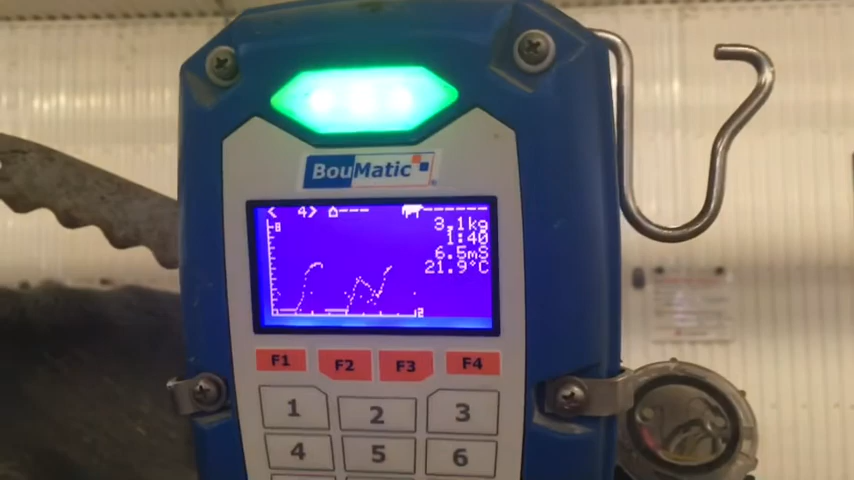 BouMatic
< 4> ---- ------
3,1kg
8
1:40
6.5mS
21.9°C
2
F1 F2 F3 F4
1 2 3
4 5 6